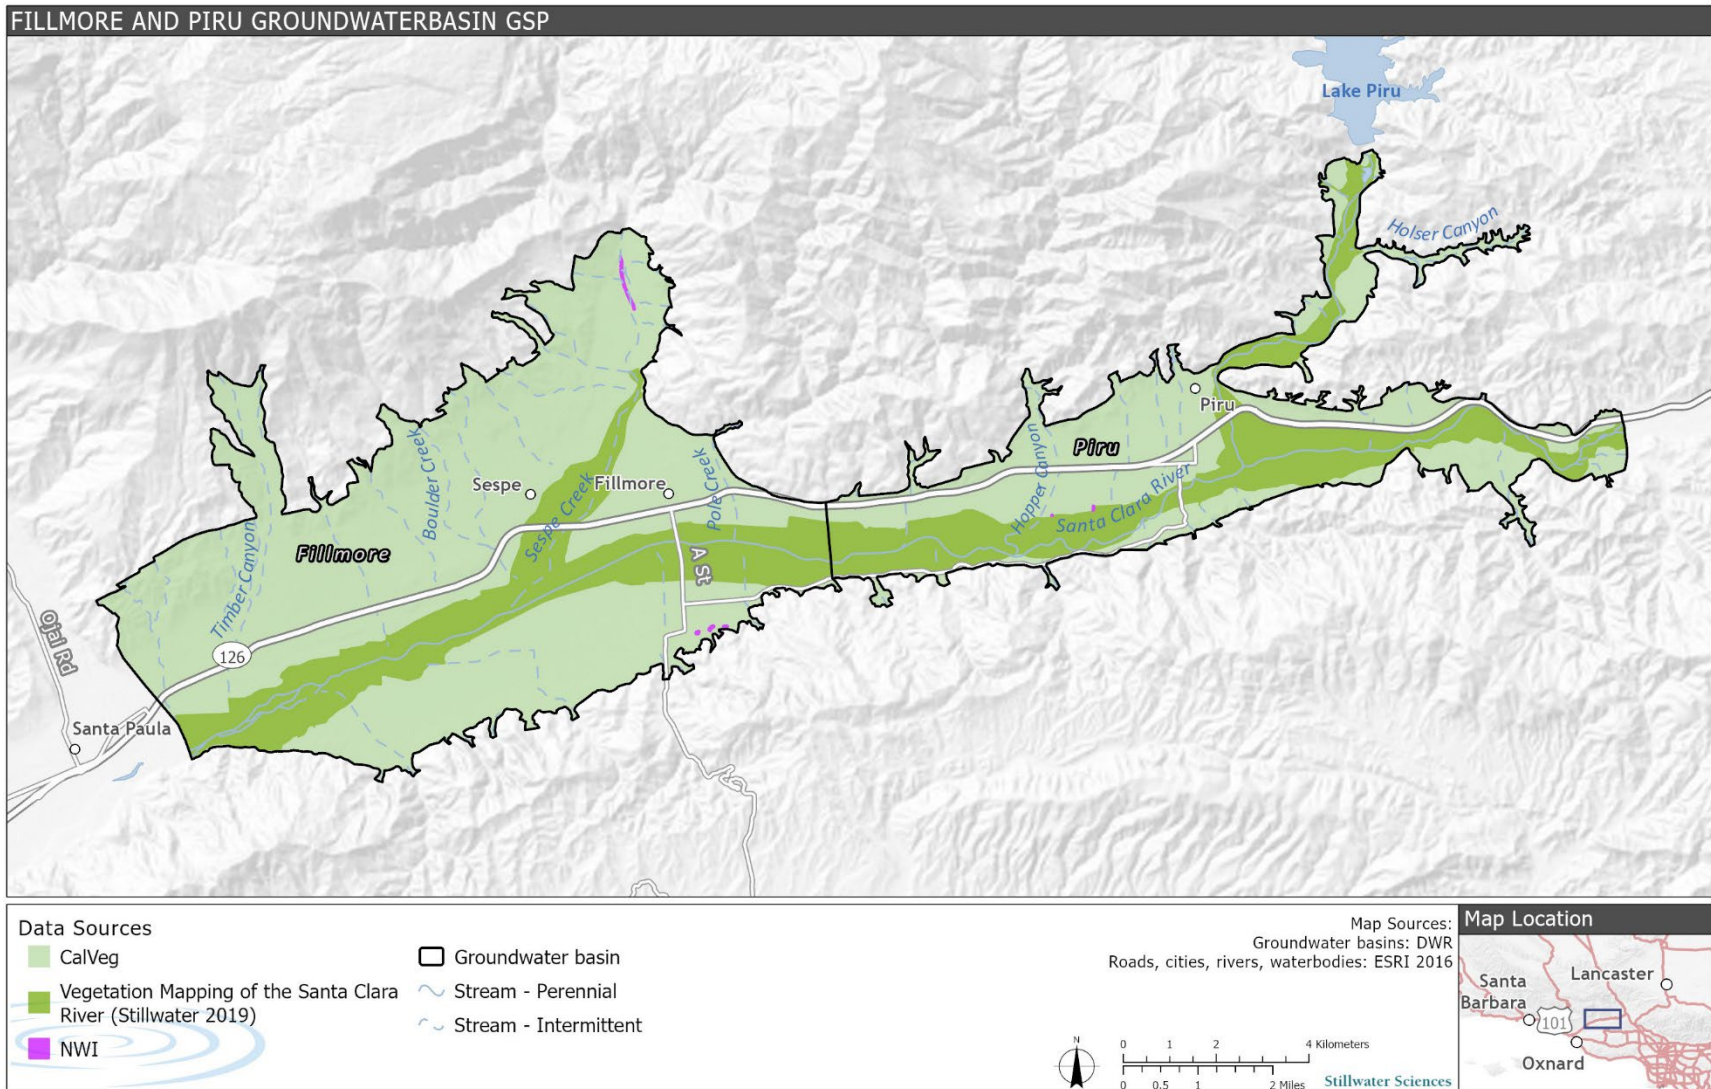 FILLMORE AND PIRU GROUNDWATERBASIN GSP
Lake Piru
Holser Canyon
Piru
Piru
Hopper Canyon
Santa Clara River
Sespe
Fillmore
Pole Creek
Boulder Creek
Sespe Creek
Fillmore
Timber Canyon
A St
Ojai Rd
126
Santa Paula
Data Sources
CalVeg
Vegetation Mapping of the Santa Clara
River (Stillwater 2019)
NWI
Groundwater basin
Stream - Perennial
Stream - Intermittent
Map Sources:
Groundwater basins: DWR
Roads, cities, rivers, waterbodies: ESRI 2016
N
0 1 2 4 Kilometers
0 0.5 1 2 Miles
Stillwater Sciences
Map Location
Santa
Barbara
Lancaster
101
Oxnard